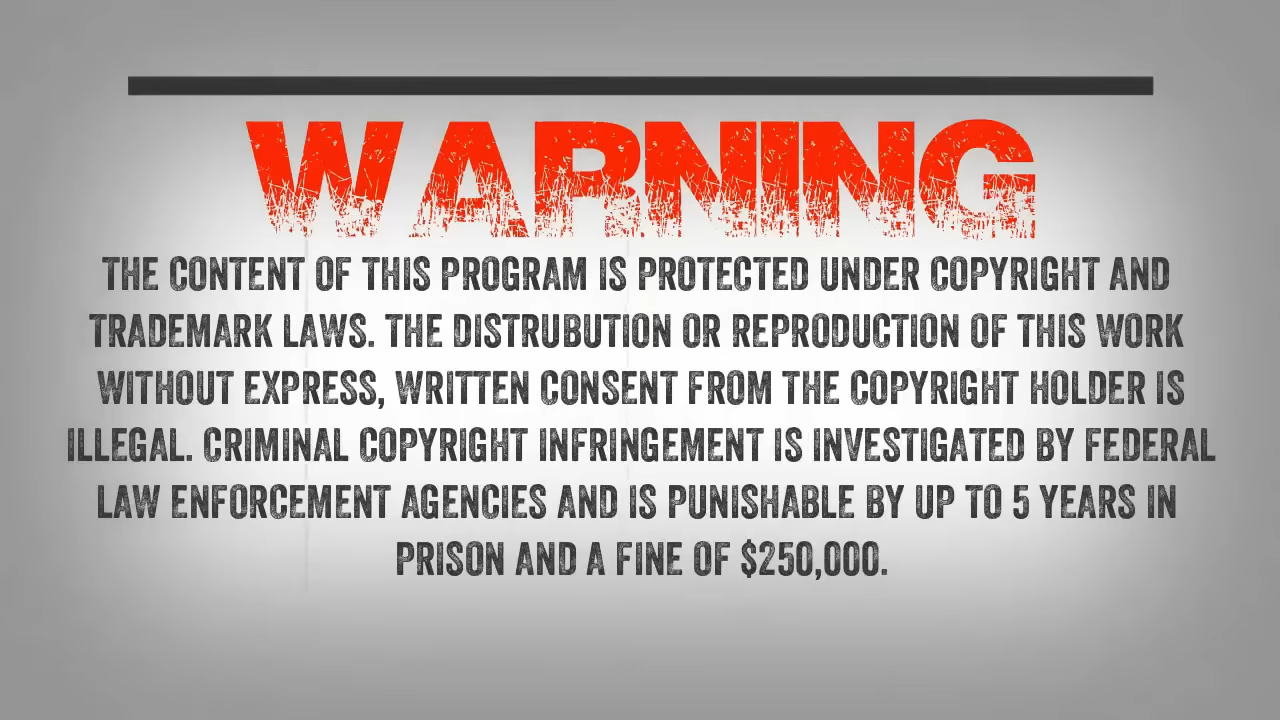 WARNING
THE CONTENT OF THIS PROGRAM IS PROTECTED UNDER COPYRIGHT AND
TRADEMARK LAWS. THE DISTRUBUTION OR REPRODUCTION OF THIS WORK
WITHOUT EXPRESS, WRITTEN CONSENT FROM THE COPYRIGHT HOLDER IS
ILLEGAL. CRIMINAL COPYRIGHT INFRINGEMENT IS INVESTIGATED BY FEDERAL
LAW ENFORCEMENT AGENCIES AND IS PUNISHABLE BY UP TO 5 YEARS IN
PRISON AND A FINE OF $250,000.